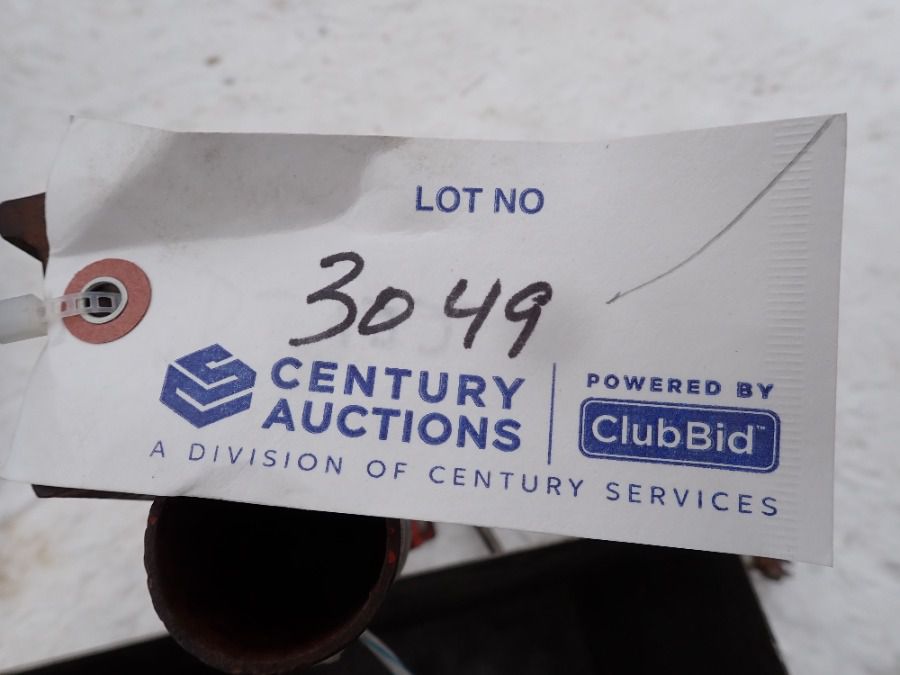 LOT NO
3049
CENTURY
AUCTIONS
A DIVISION OF CENTURY SERVICES
POWERED BY
ClubBid™